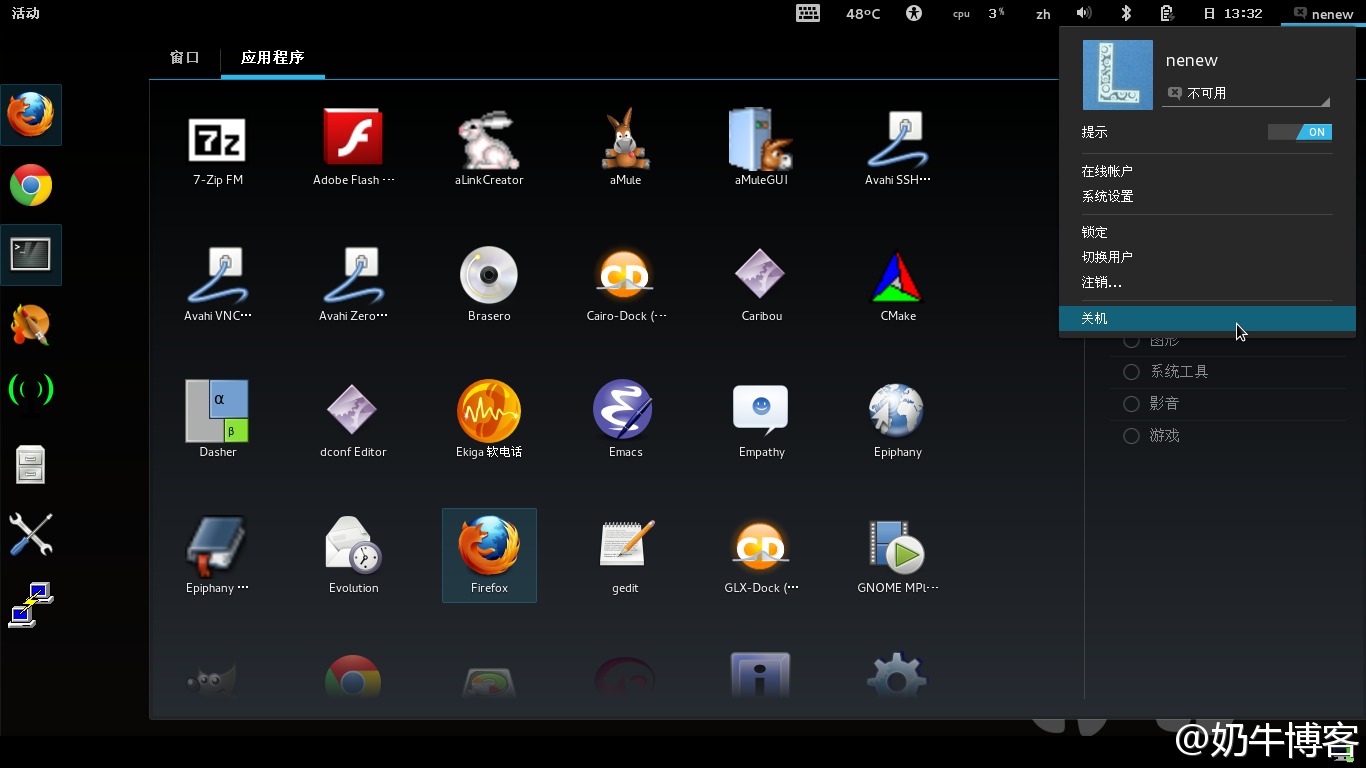 活动
48°C
cpu
3%
zh
日 13:32
nenew
窗口
应用程序
nenew
不可用
提示
ON
在线帐户
系统设置
锁定
切换用户
注销...
关机
图形
系统工具
影音
游戏
7z
7-Zip FM
Adobe Flash ···
aLinkCreator
aMule
aMuleGUI
Avahi SSH···
Avahi VNC···
Avahi Zero···
Brasero
CD
Cairo-Dock (···
Caribou
CMake
α
β
Dasher
dconf Editor
Ekiga 软电话
Emacs
Empathy
Epiphany
Epiphany ···
Evolution
Firefox
gedit
CD
GLX-Dock (···
GNOME MPl···
@奶牛博客